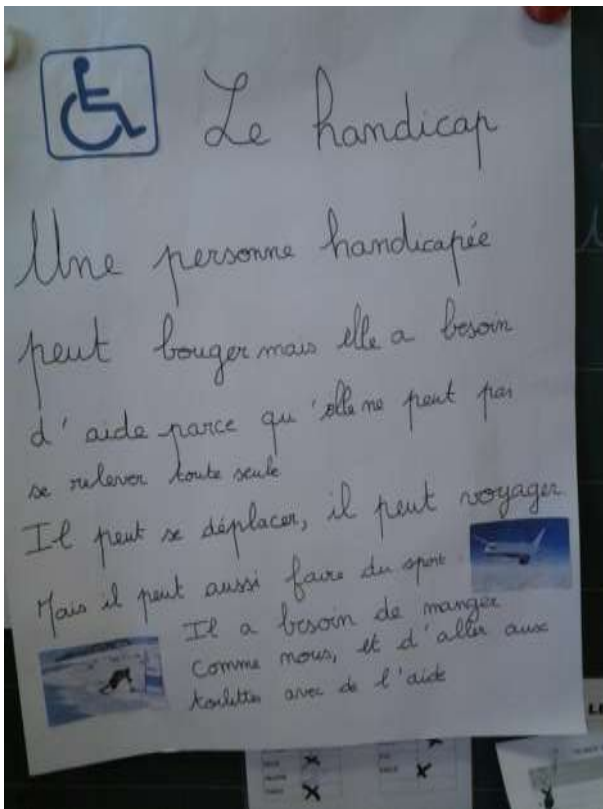 Le handicap
Une personne handicapée
peut bouger mais elle a besoin
d'aide parce qu'elle ne peut pas
se relever toute seule
Il peut se déplacer, il peut voyager
Mais il peut aussi faire du sport
Il a besoin de manger
comme nous, et d'aller aux
toilettes avec de l'aide